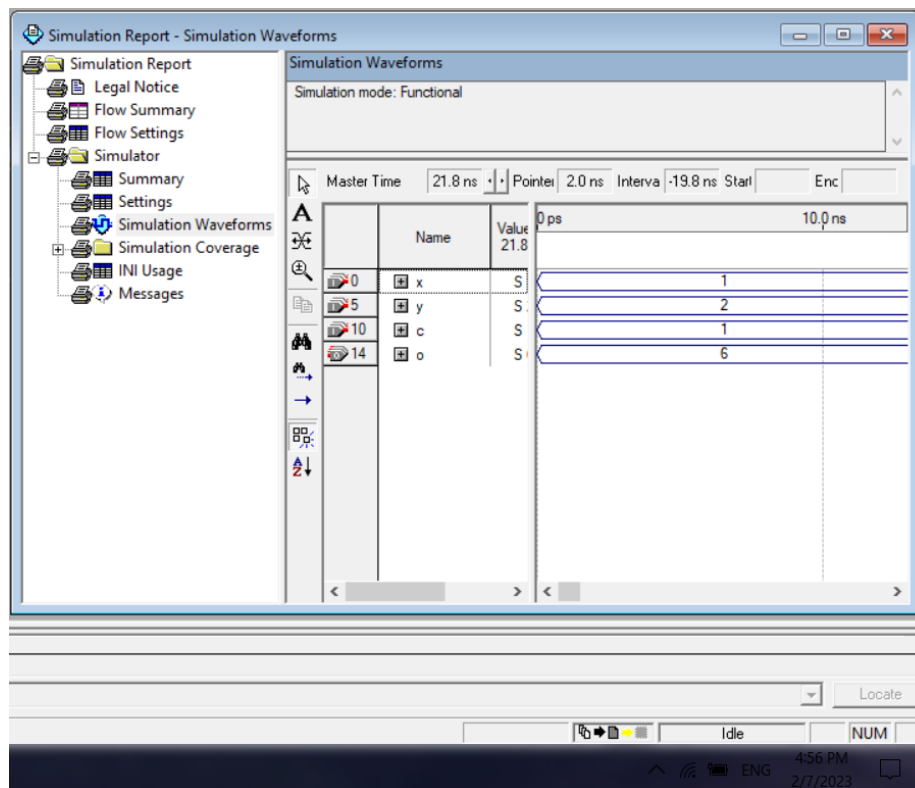 Simulation Report - Simulation Waveforms
Simulation Report
Legal Notice
Flow Summary
Flow Settings
Simulator
Summary
Settings
Simulation Waveforms
Simulation Coverage
INI Usage
Messages
Simulation Waveforms
Simulation mode: Functional
Master Time 21.8 ns Pointer 2.0 ns Interva -19.8 ns Start Enc
Name Value 0 ps 10.0 ns
21.8
0 x S 1
5 y S 2
10 c S 1
14 o S 6
A
A
Z
Locate
Idle NUM
ENG 4:56 PM
2/7/2023